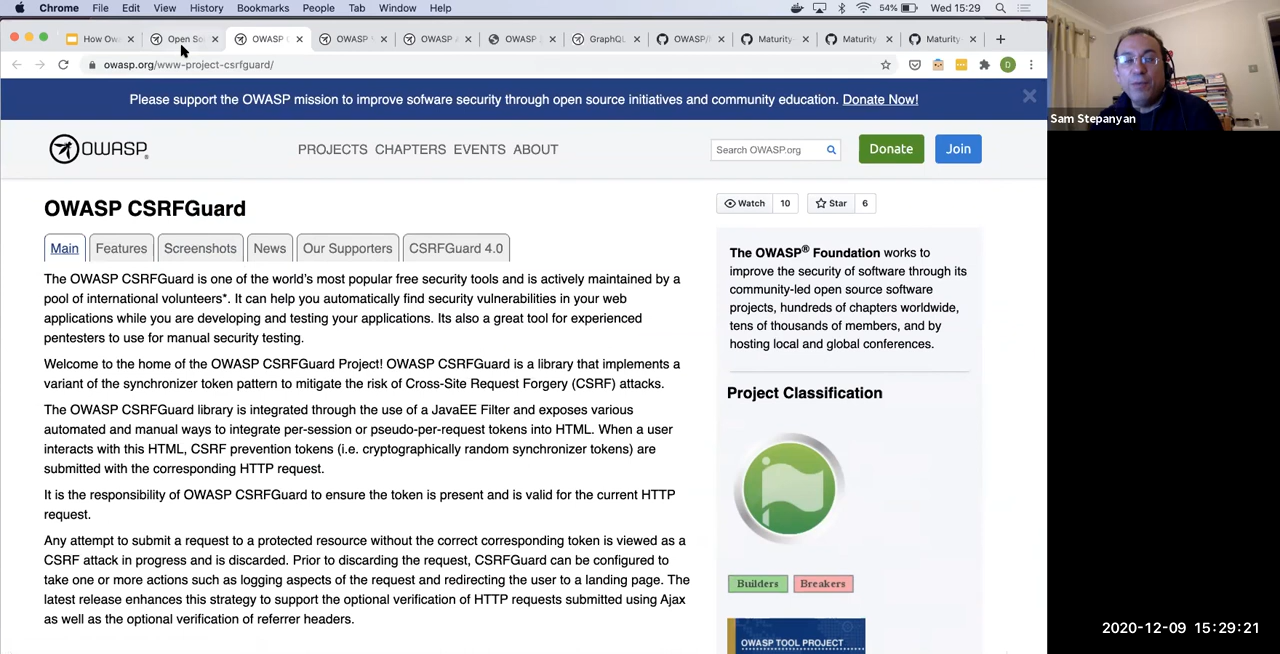 Chrome File Edit View History Bookmarks People Tab Window Help 54% Wed 15:29
How Ow Open So OWASP OWASP OWASP OWASP GraphQL OWASP/ Maturity Maturity Maturity
owasp.org/www-project-csrfguard/
Please support the OWASP mission to improve sofware security through open source initiatives and community education. Donate Now!
OWASP PROJECTS CHAPTERS EVENTS ABOUT Search OWASP.org Donate Join
OWASP CSRFGuard
Main Features Screenshots News Our Supporters CSRFGuard 4.0
The OWASP CSRFGuard is one of the world's most popular free security tools and is actively maintained by a
pool of international volunteers*. It can help you automatically find security vulnerabilities in your web
applications while you are developing and testing your applications. Its also a great tool for experienced
pentesters to use for manual security testing.
Welcome to the home of the OWASP CSRFGuard Project! OWASP CSRFGuard is a library that implements a
variant of the synchronizer token pattern to mitigate the risk of Cross-Site Request Forgery (CSRF) attacks.
The OWASP CSRFGuard library is integrated through the use of a JavaEE Filter and exposes various
automated and manual ways to integrate per-session or pseudo-per-request tokens into HTML. When a user
interacts with this HTML, CSRF prevention tokens (i.e. cryptographically random synchronizer tokens) are
submitted with the corresponding HTTP request.
It is the responsibility of OWASP CSRFGuard to ensure the token is present and is valid for the current HTTP
request.
Any attempt to submit a request to a protected resource without the correct corresponding token is viewed as a
CSRF attack in progress and is discarded. Prior to discarding the request, CSRFGuard can be configured to
take one or more actions such as logging aspects of the request and redirecting the user to a landing page. The
latest release enhances this strategy to support the optional verification of HTTP requests submitted using Ajax
as well as the optional verification of referrer headers.
Watch 10 Star 6
The OWASP® Foundation works to
improve the security of software through its
community-led open source software
projects, hundreds of chapters worldwide,
tens of thousands of members, and by
hosting local and global conferences.
Project Classification
Builders Breakers
OWASP TOOL PROJECT
Sam Stepanyan
2020-12-09 15:29:21